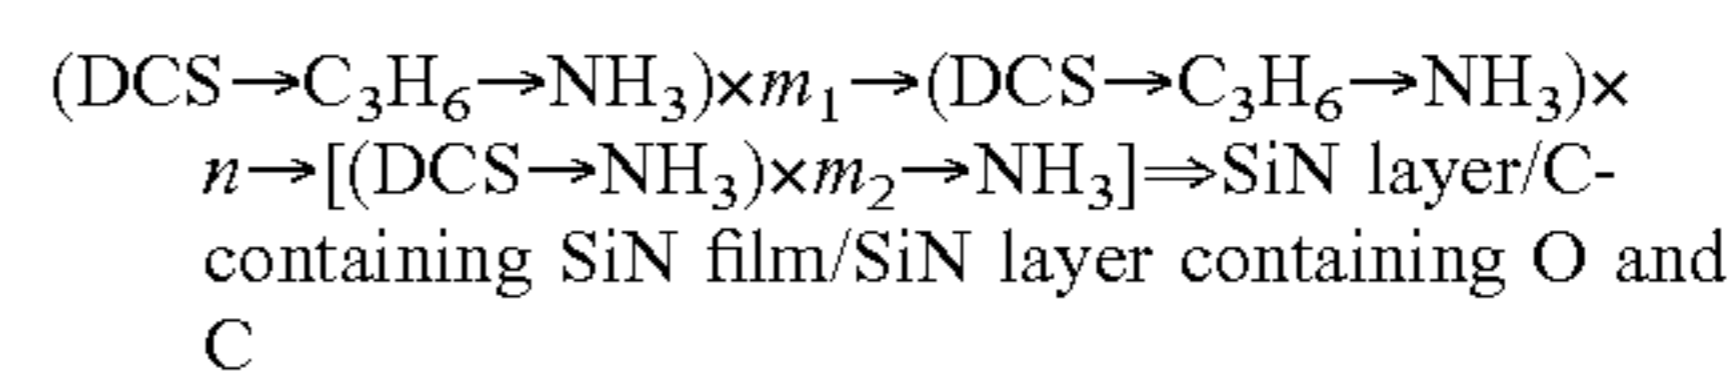 (DCS→C₃H₆→NH₃)×m₁→(DCS→C₃H₆→NH₃)×
n→[(DCS→NH₃)×m₂→NH₃]⇒SiN layer/C-
containing SiN film/SiN layer containing O and
C